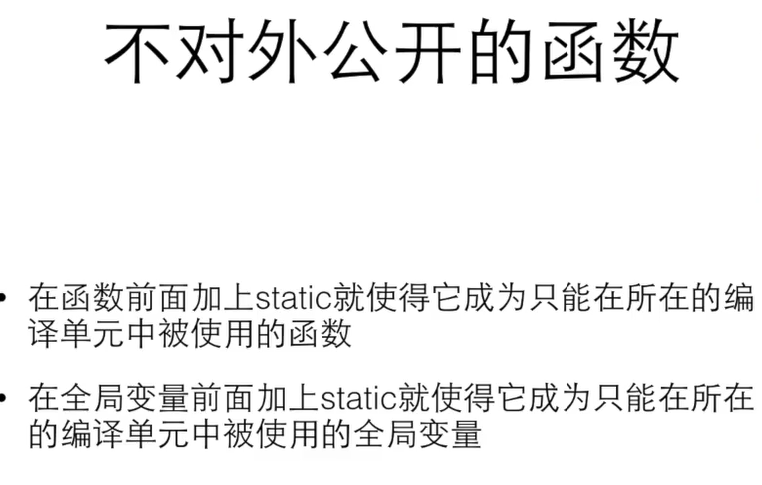 不对外公开的函数
• 在函数前面加上static就使得它成为只能在所在的编
译单元中被使用的函数
• 在全局变量前面加上static就使得它成为只能在所在
的编译单元中被使用的全局变量